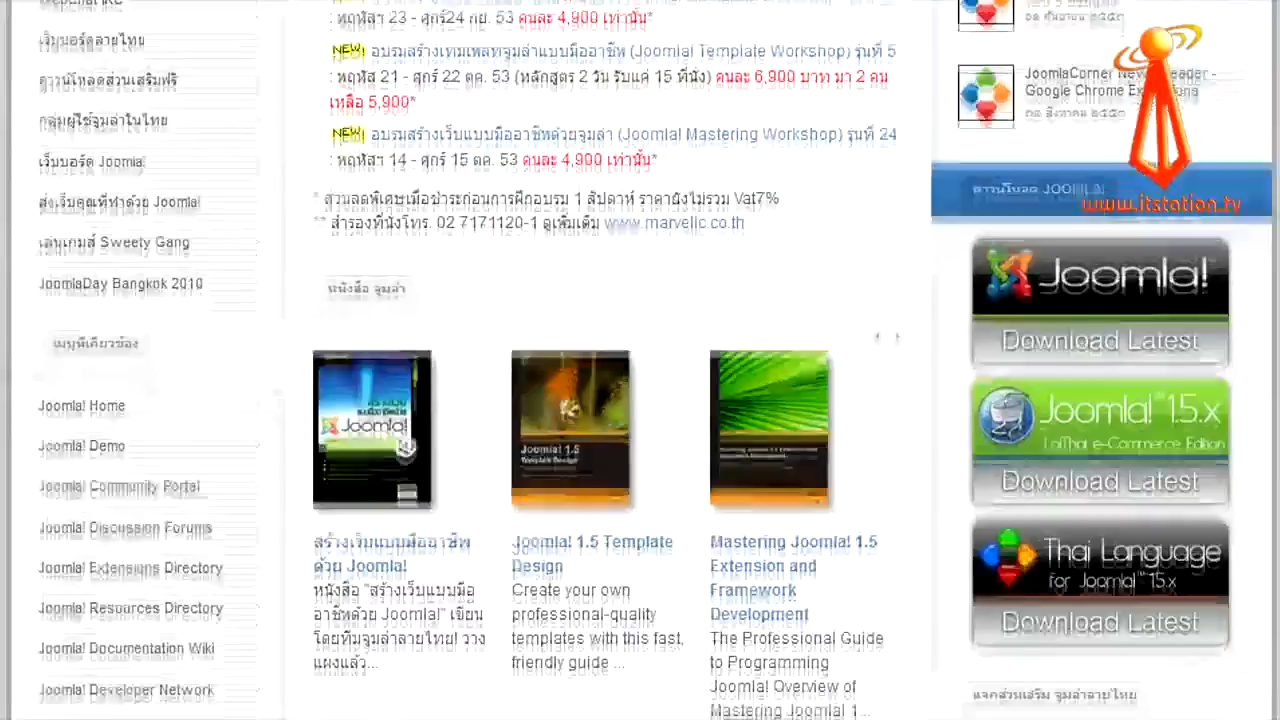 เว็บบอร์ดลายไทย
ดาวน์โหลดส่วนเสริมฟรี
กลุ่มผู้ใช้จูมล่าในไทย
เว็บบอร์ด Joomla!
ส่งเว็บคุณที่ทำด้วย Joomla!
เล่นเกมส์ Sweety Gang
JoomlaDay Bangkok 2010
เมนูที่เกี่ยวข้อง
Joomla! Home
Joomla! Demo
Joomla! Community Portal
Joomla! Discussion Forums
Joomla! Extensions Directory
Joomla! Resources Directory
Joomla! Documentation Wiki
Joomla! Developer Network
: พฤหัสฯ 23 - ศุกร์24 กย. 53 คนละ 4,900 เท่านั้น*
NEW! อบรมสร้างเทมเพลทจูมล่าแบบมืออาชีพ (Joomla! Template Workshop) รุ่นที่ 5
: พฤหัส 21 - ศุกร์ 22 ตค. 53 (หลักสูตร 2 วัน รับแค่ 15 ที่นั่ง) คนละ 6,900 บาท มา 2 คน
เหลือ 5,900*
NEW! อบรมสร้างเว็บแบบมืออาชีพด้วยจูมล่า (Joomla! Mastering Workshop) รุ่นที่ 24
: พฤหัสฯ 14 - ศุกร์ 15 ตค. 53 คนละ 4,900 เท่านั้น*
* ส่วนลดพิเศษเมื่อชำระก่อนการฝึกอบรม 1 สัปดาห์ ราคายังไม่รวม Vat7%
** สำรองที่นั่งโทร. 02 7171120-1 ดูเพิ่มเติม www.marvelic.co.th
หนังสือ จูมล่า
Joomla!
Joomla! 1.5
Template Design
สร้างเว็บแบบมืออาชีพ
ด้วย Joomla!
หนังสือ "สร้างเว็บแบบมือ
อาชีพด้วย Joomla!" เขียน
โดยทีมจูมล่าลายไทย! วาง
แผงแล้ว...
Joomla! 1.5 Template
Design
Create your own
professional-quality
templates with this fast,
friendly guide ...
Mastering Joomla! 1.5
Extension and
Framework
Development
The Professional Guide
to Programming
Joomla! Overview of
Mastering Joomla! 1...
JoomlaCorner News Reader -
Google Chrome Extensions
ดาวน์โหลด JOOMLA!
www.itstation.tv
Joomla!
Download Latest
Joomla! 1.5.x
LaiThai e-Commerce Edition
Download Latest
Thai Language
for Joomla! 1.5.x
Download Latest
แจกส่วนเสริม จูมล่าลายไทย